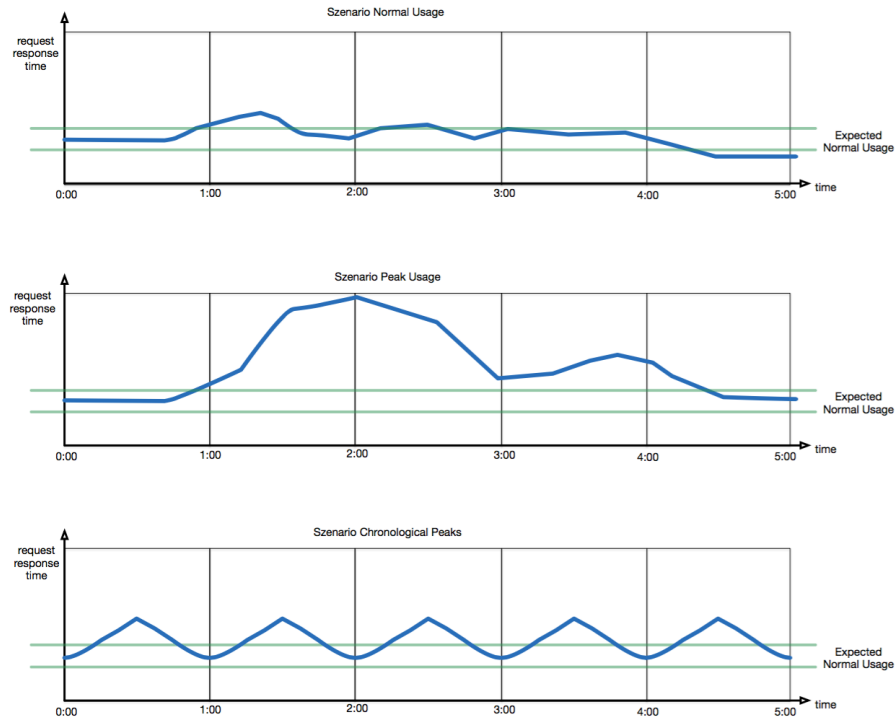 Szenario Normal Usage
request
response
time
Expected
Normal Usage
time
0:00
1:00
2:00
3:00
4:00
5:00
Szenario Peak Usage
request
response
time
Expected
Normal Usage
time
0:00
1:00
2:00
3:00
4:00
5:00
Szenario Chronological Peaks
request
response
time
Expected
Normal Usage
time
0:00
1:00
2:00
3:00
4:00
5:00